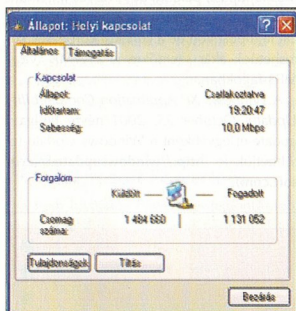 Állapot: Helyi kapcsolat
Általános Támogatás
Kapcsolat
Állapot: Csatlakoztatva
Időtartam: 19:20:47
Sebesség: 10,0 Mbps
Forgalom
Küldött — Fogadott
Csomag száma: 1 484 660 | 1 131 052
Tulajdonságok Tiltás
Bezárás